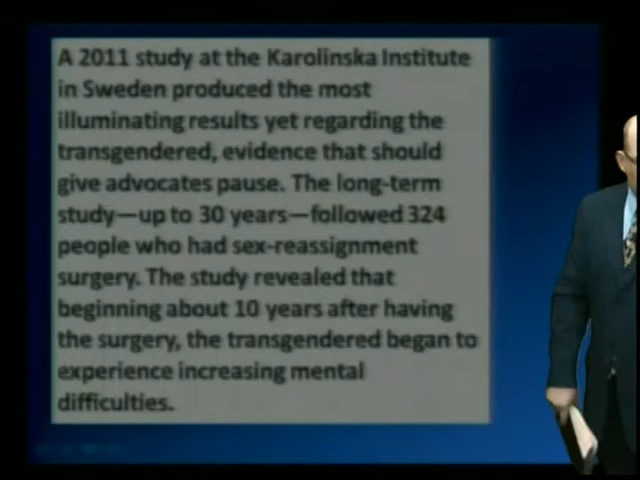 A 2011 study at the Karolinska Institute
in Sweden produced the most
illuminating results yet regarding the
transgendered, evidence that should
give advocates pause. The long-term
study—up to 30 years—followed 324
people who had sex-reassignment
surgery. The study revealed that
beginning about 10 years after having
the surgery, the transgendered began to
experience increasing mental
difficulties.